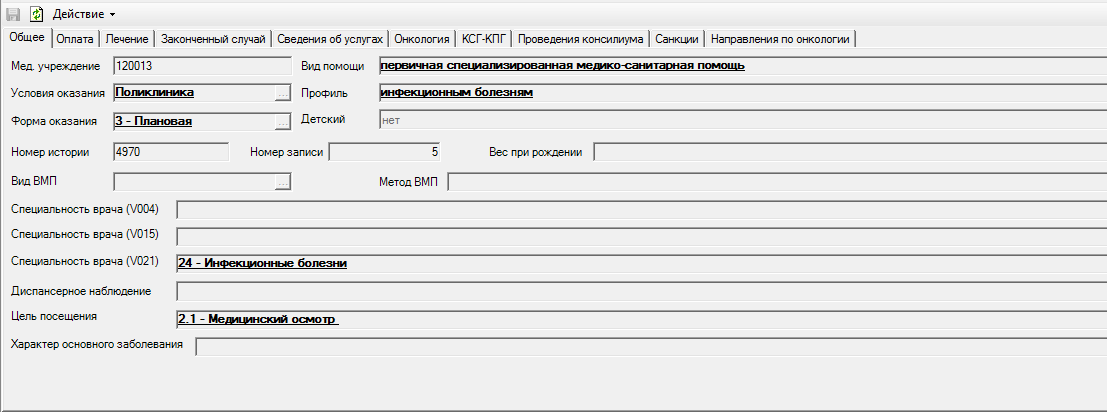 Действие
Общее Оплата Лечение Законченный случай Сведения об услугах Онкология КСГ-КПГ Проведения консилиума Санкции Направления по онкологии
Мед. учреждение 120013 Вид помощи первичная специализированная медико-санитарная помощь
Условия оказания Поликлиника ... Профиль инфекционным болезням
Форма оказания 3 - Плановая ... Детский нет
Номер истории 4970 Номер записи 5 Вес при рождении
Вид ВМП ... Метод ВМП
Специальность врача (V004)
Специальность врача (V015)
Специальность врача (V021) 24 - Инфекционные болезни
Диспансерное наблюдение
Цель посещения 2.1 - Медицинский осмотр
Характер основного заболевания